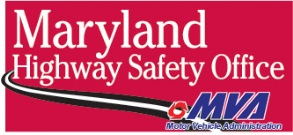 Maryland
Highway Safety Office
MVA
Motor Vehicle Administration